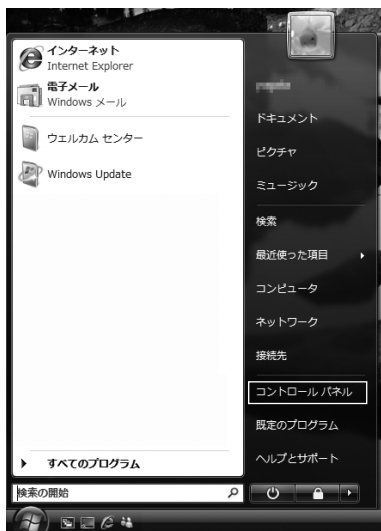 インターネット
Internet Explorer
電子メール
Windows メール
ウエルカム センター
Windows Update
すべてのプログラム
検索の開始
ドキュメント
ピクチャ
ミュージック
検索
最近使った項目
コンピュータ
ネットワーク
接続先
コントロール パネル
既定のプログラム
ヘルプとサポート